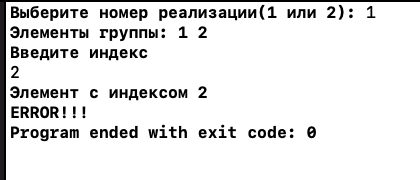 Выберите номер реализации(1 или 2): 1
Элементы группы: 1 2
Введите индекс
2
Элемент с индексом 2
ERROR!!!
Program ended with exit code: 0